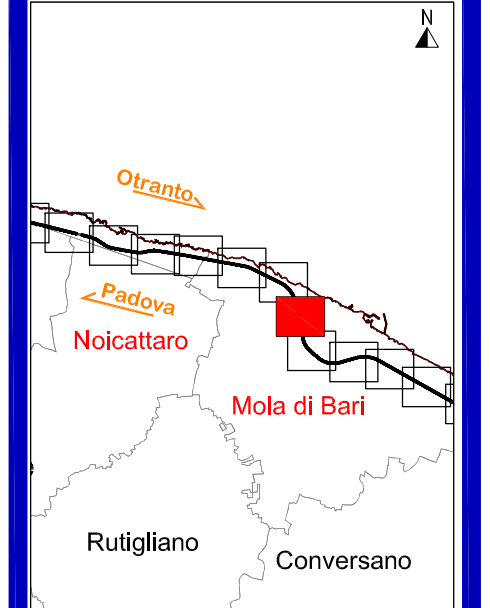 N
Otranto
Padova
Noicattaro
Mola di Bari
Rutigliano
Conversano